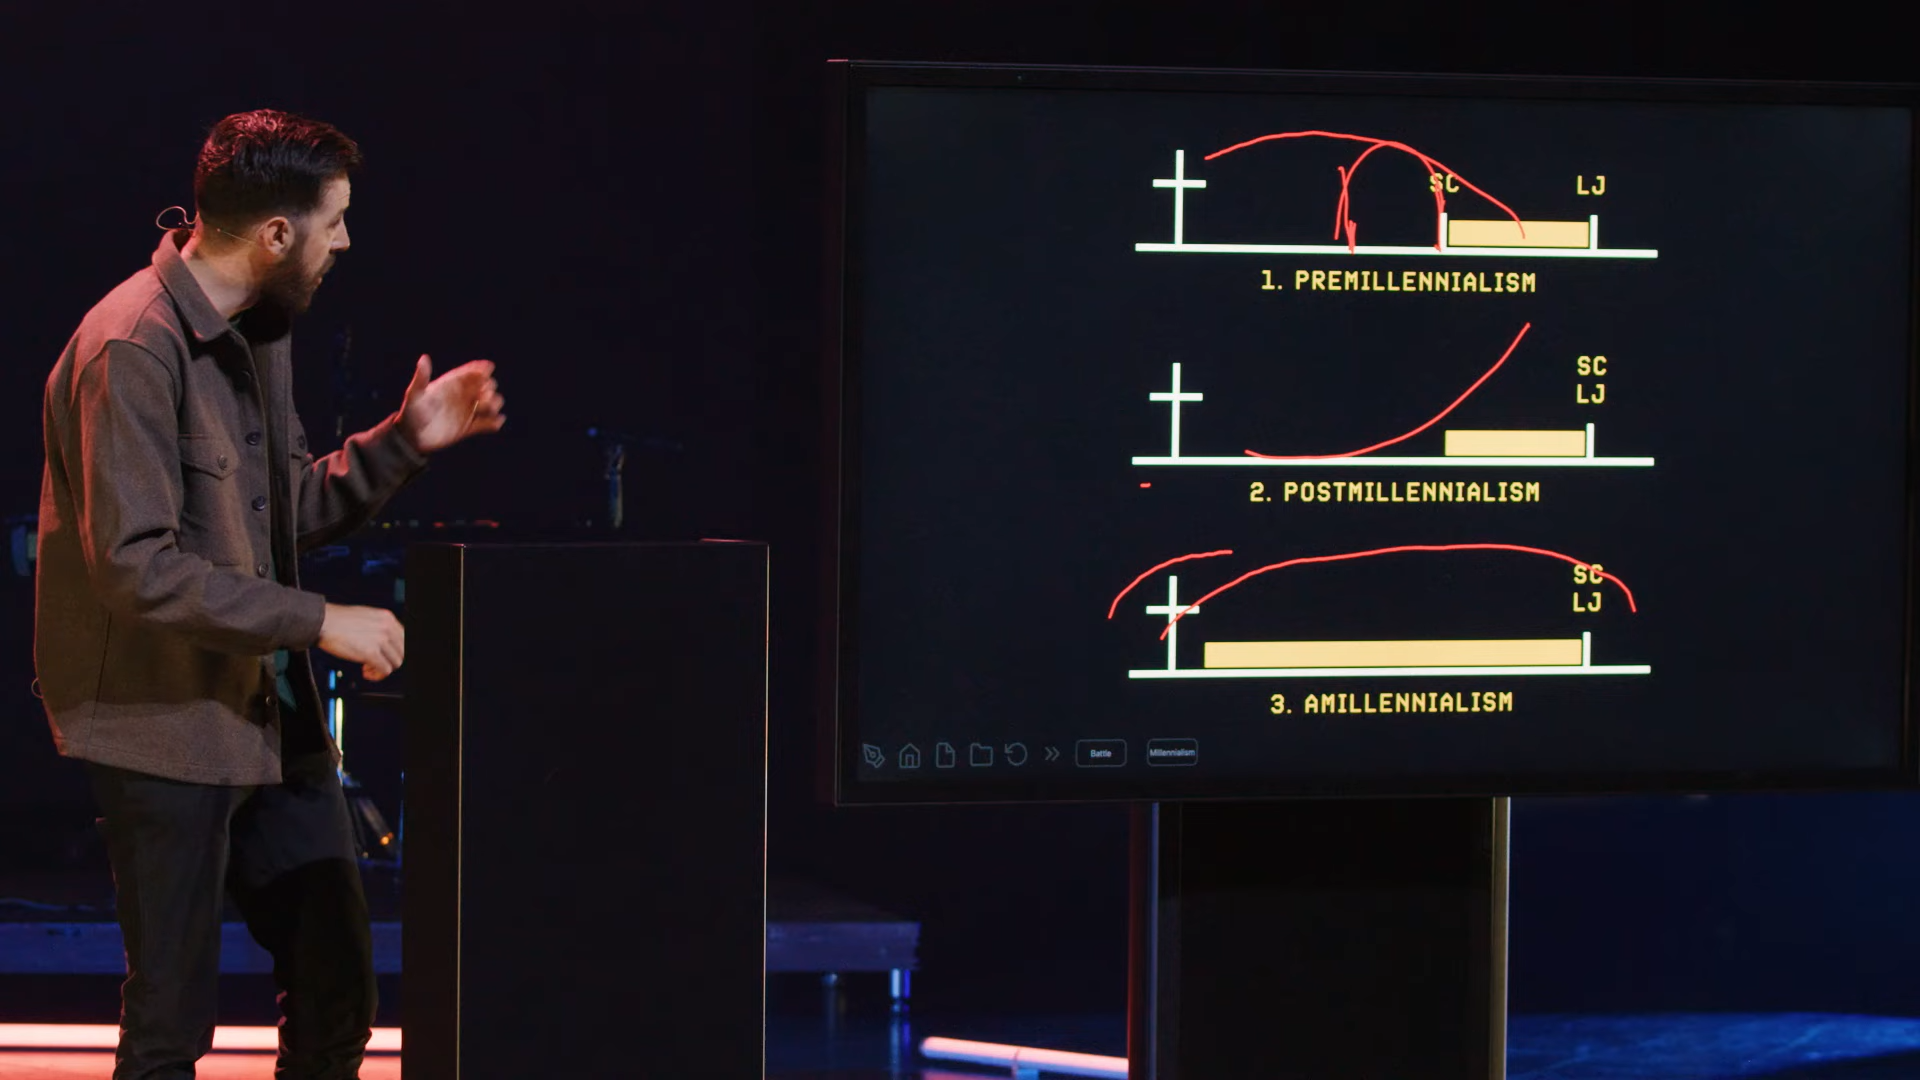 SC
LJ
1. PREMILLENNIALISM
SC
LJ
2. POSTMILLENNIALISM
SC
LJ
3. AMILLENNIALISM
Battle
Millennialism